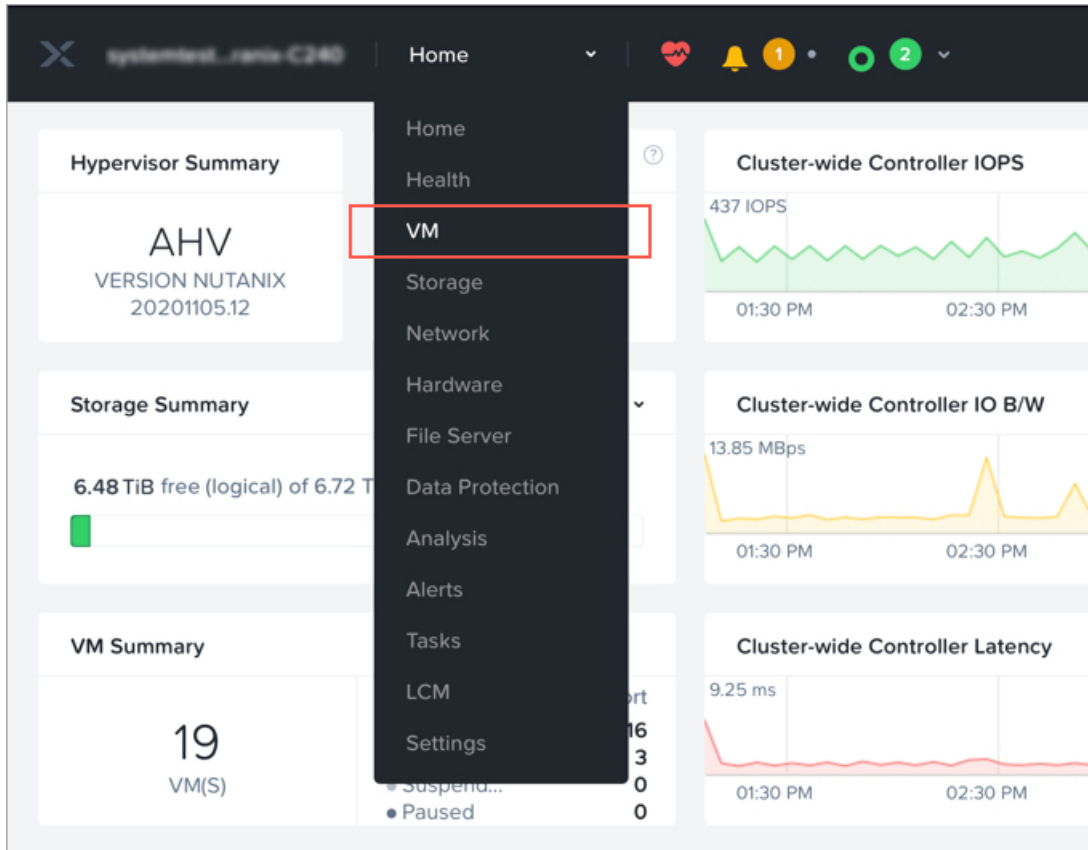 Home
1
2
Home
Health
VM
Storage
Network
Hardware
File Server
Data Protection
Analysis
Alerts
Tasks
LCM
Settings
Hypervisor Summary
AHV
VERSION NUTANIX
20201105.12
?
Cluster-wide Controller IOPS
437 IOPS
01:30 PM 02:30 PM
Storage Summary
6.48 TiB free (logical) of 6.72 T
Cluster-wide Controller IO B/W
13.85 MBps
01:30 PM 02:30 PM
VM Summary
19
VM(S)
16
3
Suspend... 0
Paused 0
Cluster-wide Controller Latency
9.25 ms
01:30 PM 02:30 PM